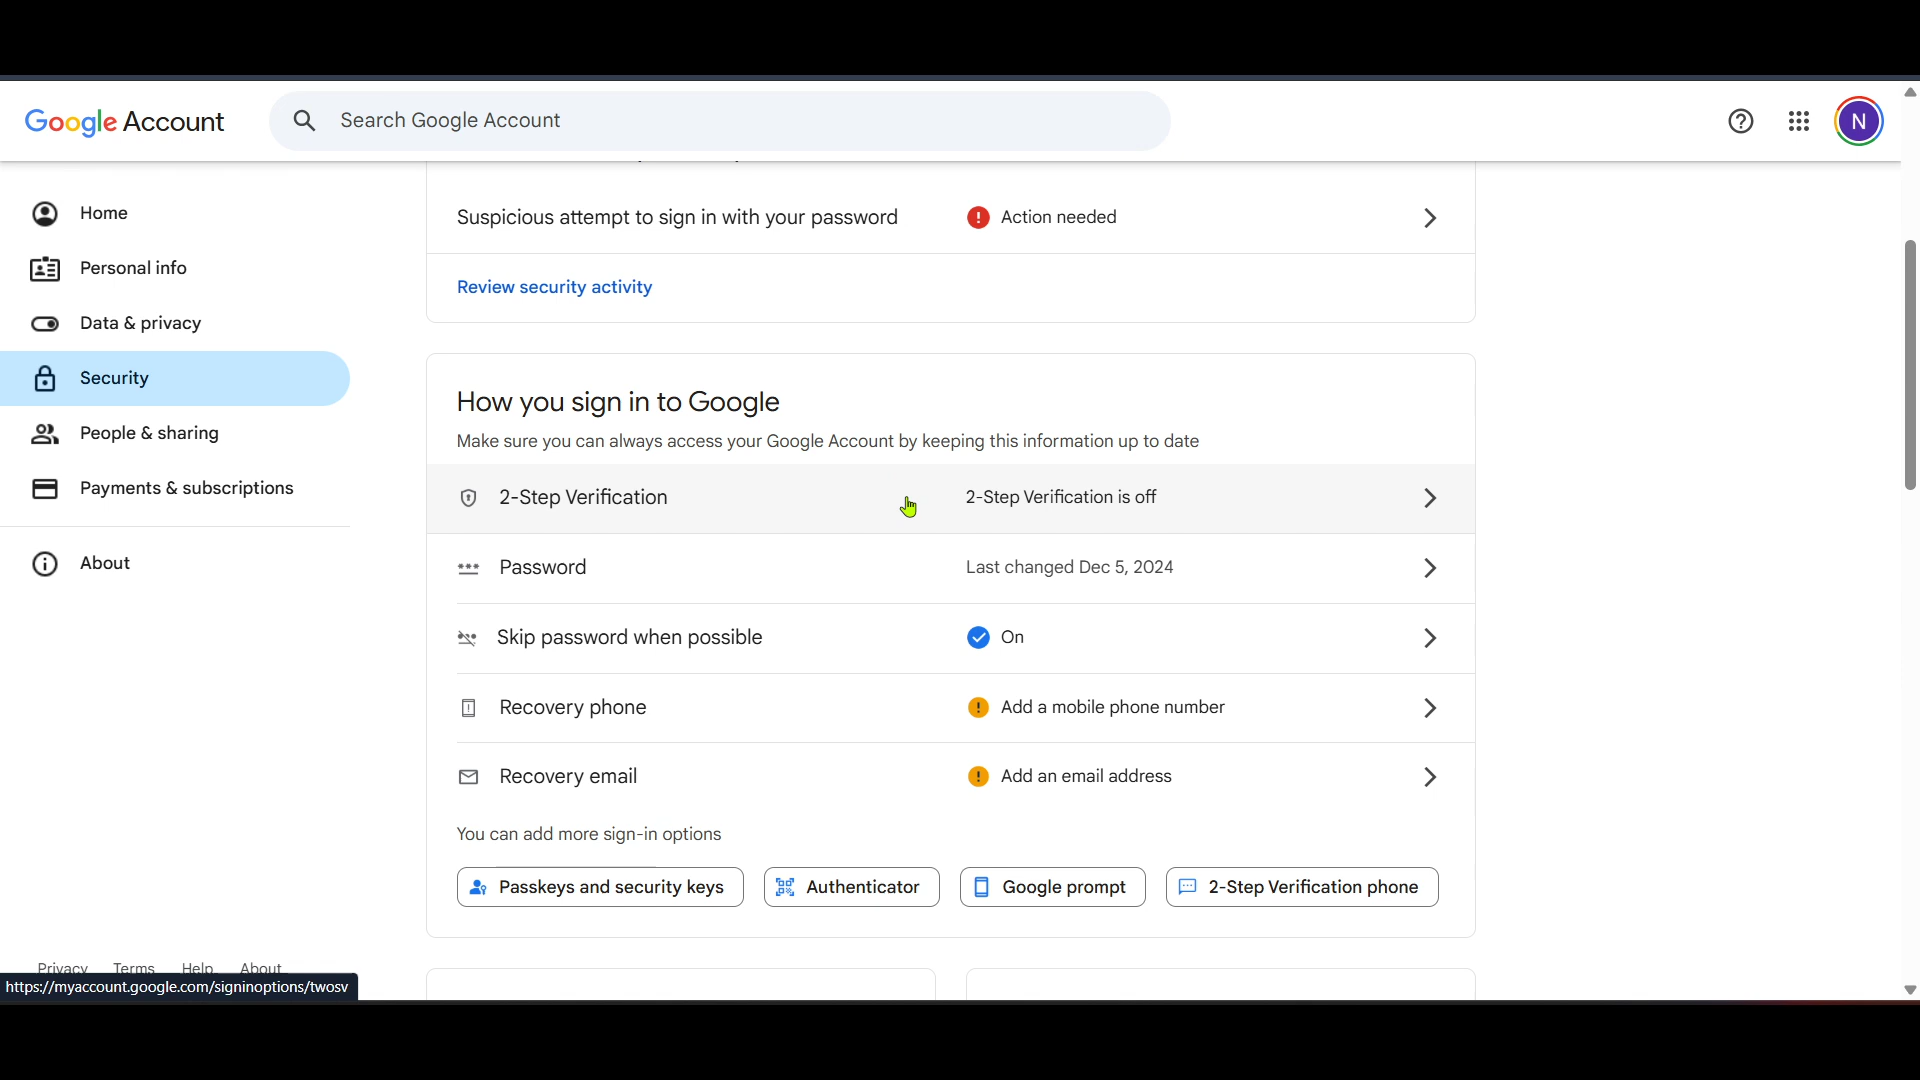 Google Account
Search Google Account
N
Home
Personal info
Data & privacy
Security
People & sharing
Payments & subscriptions
About
Suspicious attempt to sign in with your password
Action needed
Review security activity
How you sign in to Google
Make sure you can always access your Google Account by keeping this information up to date
2-Step Verification
2-Step Verification is off
Password
Last changed Dec 5, 2024
Skip password when possible
On
Recovery phone
Add a mobile phone number
Recovery email
Add an email address
You can add more sign-in options
Passkeys and security keys
Authenticator
Google prompt
2-Step Verification phone
Privacy Terms Help About
https://myaccount.google.com/signinoptions/twosv